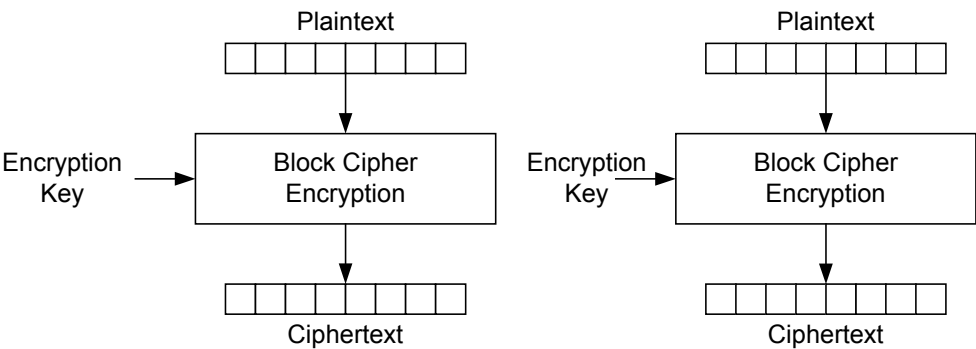 Plaintext
Encryption
Key
Block Cipher
Encryption
Ciphertext
Plaintext
Encryption
Key
Block Cipher
Encryption
Ciphertext